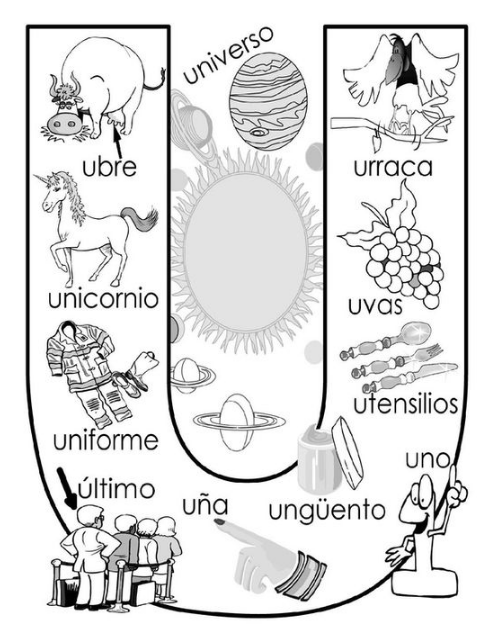 universo
ubre
urraca
unicornio
uvas
uniforme
utensilios
último
uña
ungüento
uno